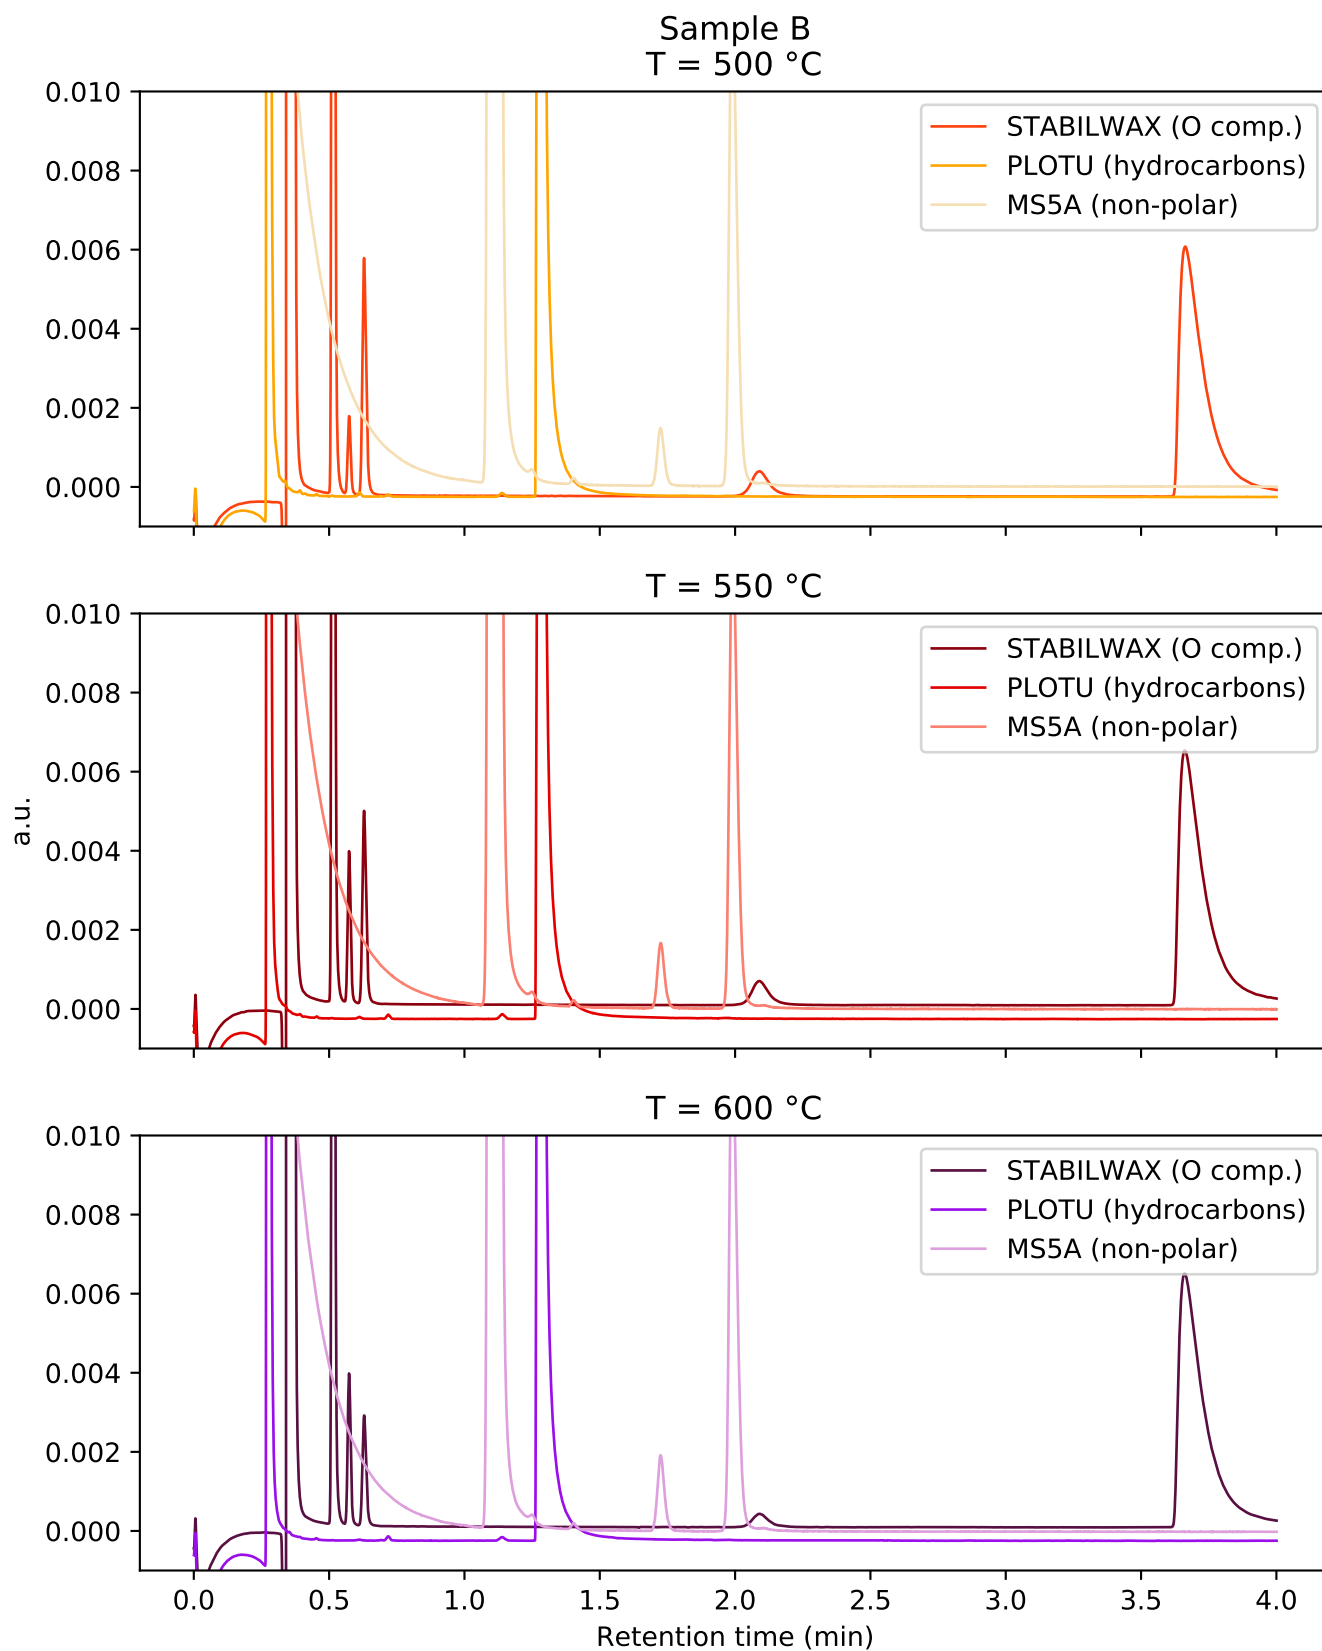 Sample B
T = 500 °C
0.010
0.008
0.006
0.004
0.002
0.000
STABILWAX (O comp.)
PLOTU (hydrocarbons)
MS5A (non-polar)
T = 550 °C
0.010
0.008
0.006
0.004
0.002
0.000
a.u.
STABILWAX (O comp.)
PLOTU (hydrocarbons)
MS5A (non-polar)
T = 600 °C
0.010
0.008
0.006
0.004
0.002
0.000
STABILWAX (O comp.)
PLOTU (hydrocarbons)
MS5A (non-polar)
0.0 0.5 1.0 1.5 2.0 2.5 3.0 3.5 4.0
Retention time (min)